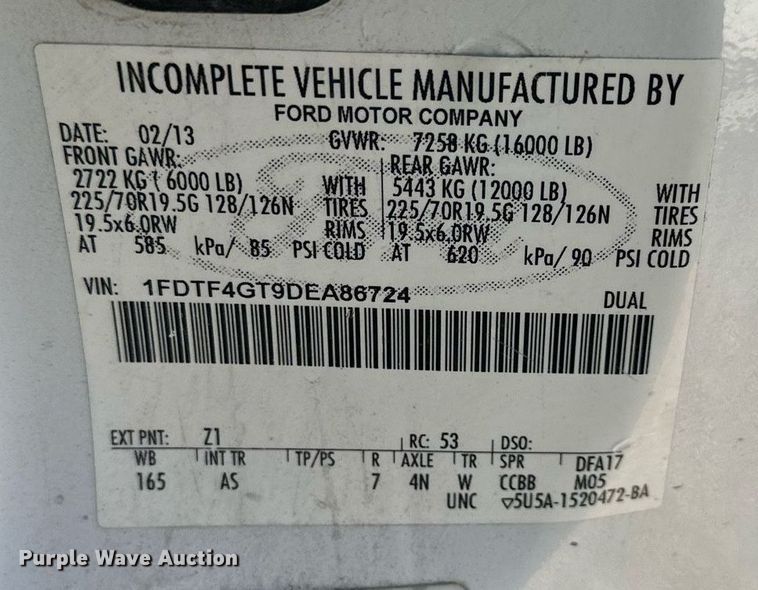 INCOMPLETE VEHICLE MANUFACTURED BY
FORD MOTOR COMPANY
DATE: 02/13 GVWR: 7258 KG (16000 LB)
FRONT GAWR: REAR GAWR:
2722 KG ( 6000 LB) WITH 5443 KG (12000 LB) WITH
225/70R19.5G 128/126N TIRES 225/70R19.5G 128/126N TIRES
19.5x6.0RW RIMS 19.5x6.0RW RIMS
AT 585 kPa/ 85 PSI COLD AT 620 kPa/ 90 PSI COLD
VIN: 1FDTF4GT9DEA86724 DUAL
EXT PNT: Z1 RC: 53 DSO:
WB INT TR TP/PS R AXLE TR SPR DFA17
165 AS 7 4N W CCBB M05
UNC ▽5U5A-1520472-BA
Purple Wave Auction